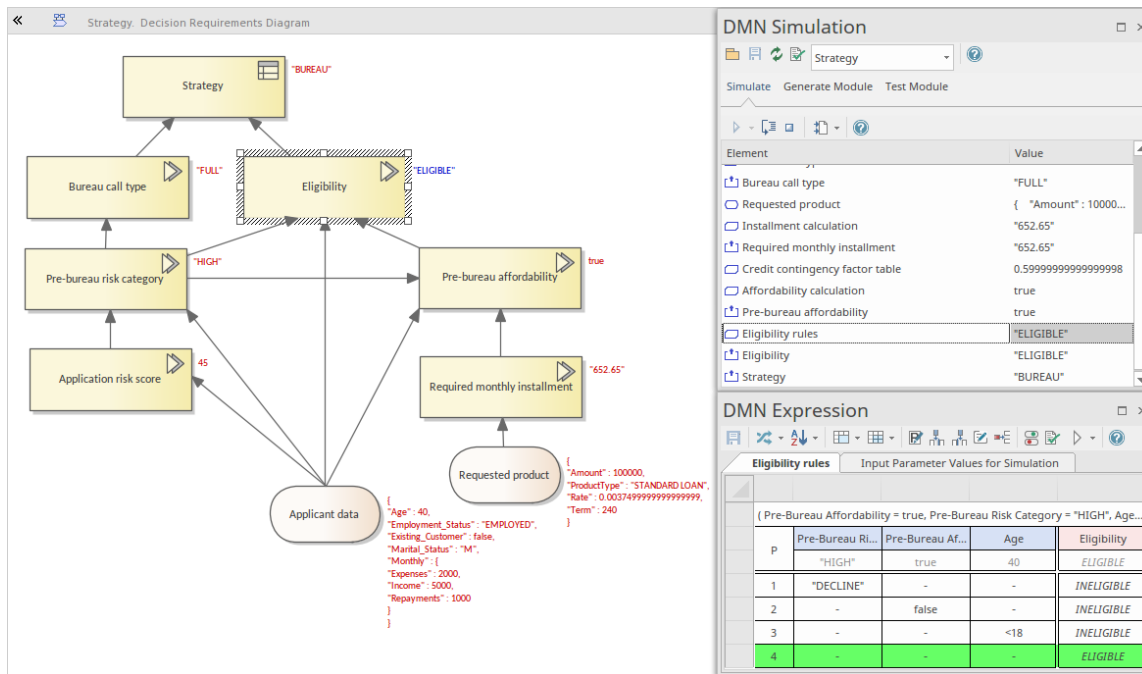 Strategy. Decision Requirements Diagram
Strategy
"BUREAU"
Bureau call type
"FULL"
Eligibility
"ELIGIBLE"
Pre-bureau risk category
"HIGH"
Pre-bureau affordability
true
Application risk score
45
Required monthly installment
"652.65"
Applicant data
{
"Age" : 40,
"Employment_Status" : "EMPLOYED",
"Existing_Customer" : false,
"Marital_Status" : "M",
"Monthly" : {
"Expenses" : 2000,
"Income" : 5000,
"Repayments" : 1000
}
}
Requested product
{
"Amount" : 100000,
"ProductType" : "STANDARD LOAN",
"Rate" : 0.0037499999999999999,
"Term" : 240
}
DMN Simulation
Strategy
Simulate Generate Module Test Module
Element Value
Bureau call type "FULL"
Requested product { "Amount" : 10000...
Installment calculation "652.65"
Required monthly installment "652.65"
Credit contingency factor table 0.59999999999999998
Affordability calculation true
Pre-bureau affordability true
Eligibility rules "ELIGIBLE"
Eligibility "ELIGIBLE"
Strategy "BUREAU"
DMN Expression
Eligibility rules Input Parameter Values for Simulation
( Pre-Bureau Affordability = true, Pre-Bureau Risk Category = "HIGH", Age...
P Pre-Bureau Ri... Pre-Bureau Af... Age Eligibility
"HIGH" true 40 ELIGIBLE
1 "DECLINE" - - INELIGIBLE
2 - false - INELIGIBLE
3 - - <18 INELIGIBLE
4 - - - ELIGIBLE